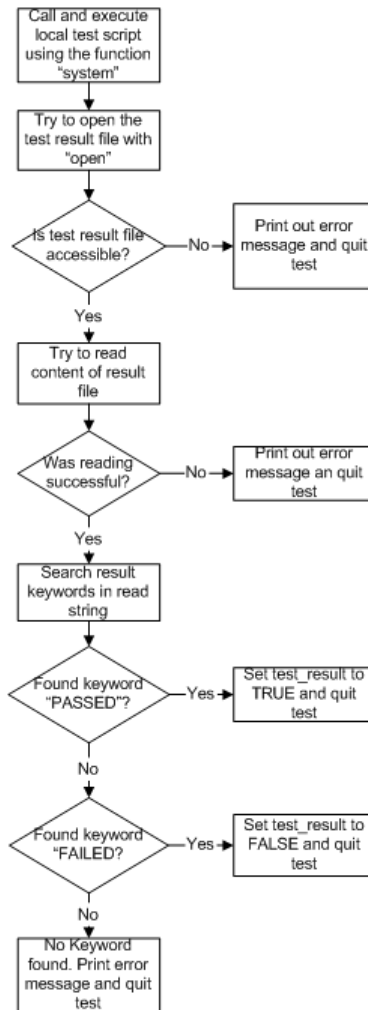 Call and execute
local test script
using the function
"system"
Try to open the
test result file with
"open"
Is test result file
accessible?
No
Print out error
message and quit
test
Yes
Try to read
content of result
file
Was reading
successful?
No
Print out error
message an quit
test
Yes
Search result
keywords in read
string
Found keyword
"PASSED"?
Yes
Set test_result to
TRUE and quit
test
No
Found keyword
"FAILED?
Yes
Set test_result to
FALSE and quit
test
No
No Keyword
found. Print error
message and quit
test